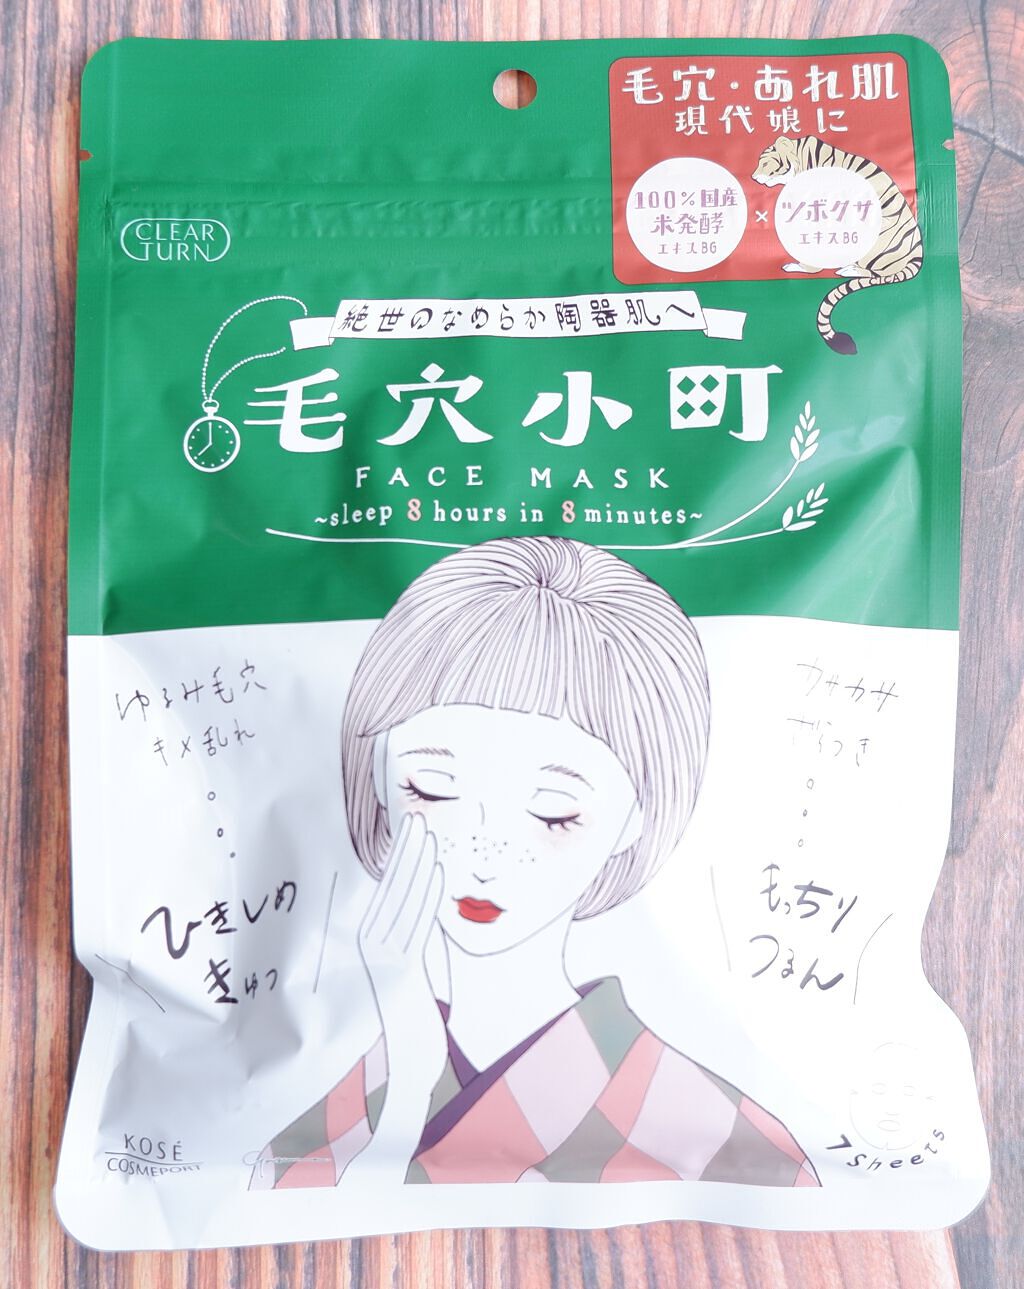 毛穴・あれ肌
現代娘に
100%国産
米発酵
エキスBG
×
ツボクサ
エキスBG
CLEAR
TURN
絶世のなめらか陶器肌へ
毛穴小町
FACE MASK
~sleep 8 hours in 8 minutes~
ゆるみ毛穴
キメ乱れ
ひきしめ
きゅっ
カサカサ
ざらつき
もっちり
つるん
KOSÉ
COSMEPORT
7 Sheets